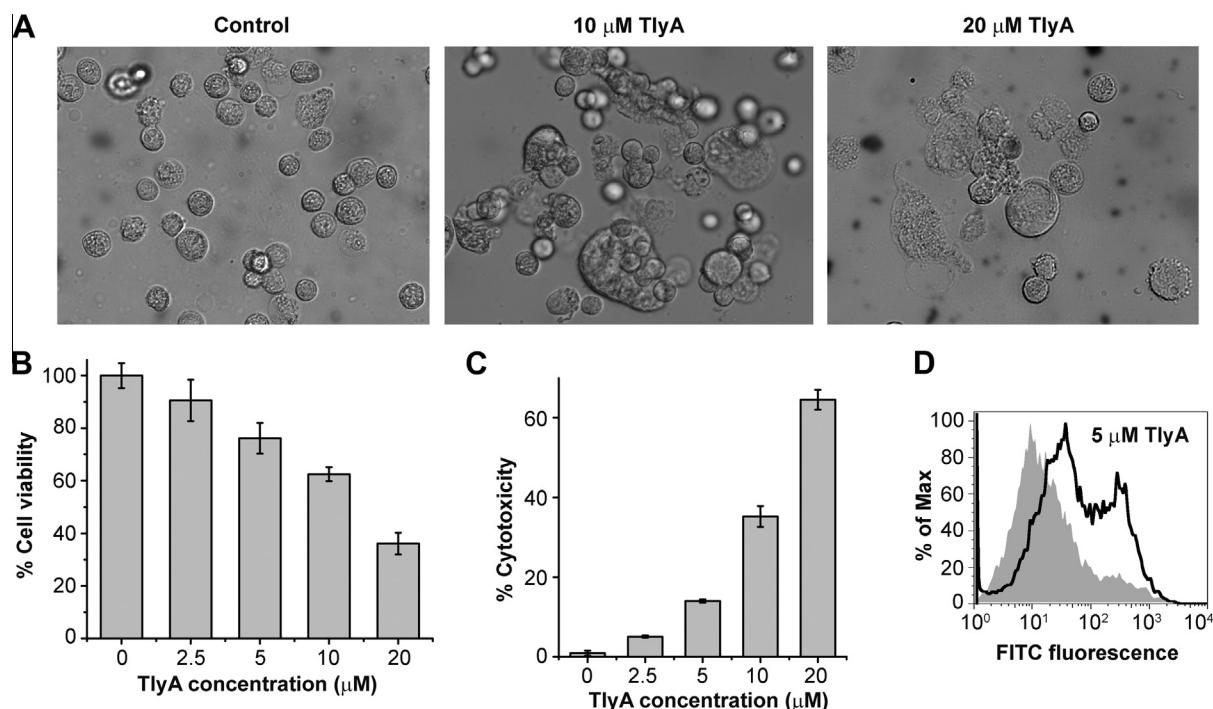 A
Control
10 μM TlyA
20 μM TlyA
B
% Cell viability
100
80
60
40
20
0
0 2.5 5 10 20
TlyA concentration (μM)
C
% Cytotoxicity
60
40
20
0
0 2.5 5 10 20
TlyA concentration (μM)
D
5 μM TlyA
% of Max
100
80
60
40
20
0
10⁰ 10¹ 10² 10³ 10⁴
FITC fluorescence